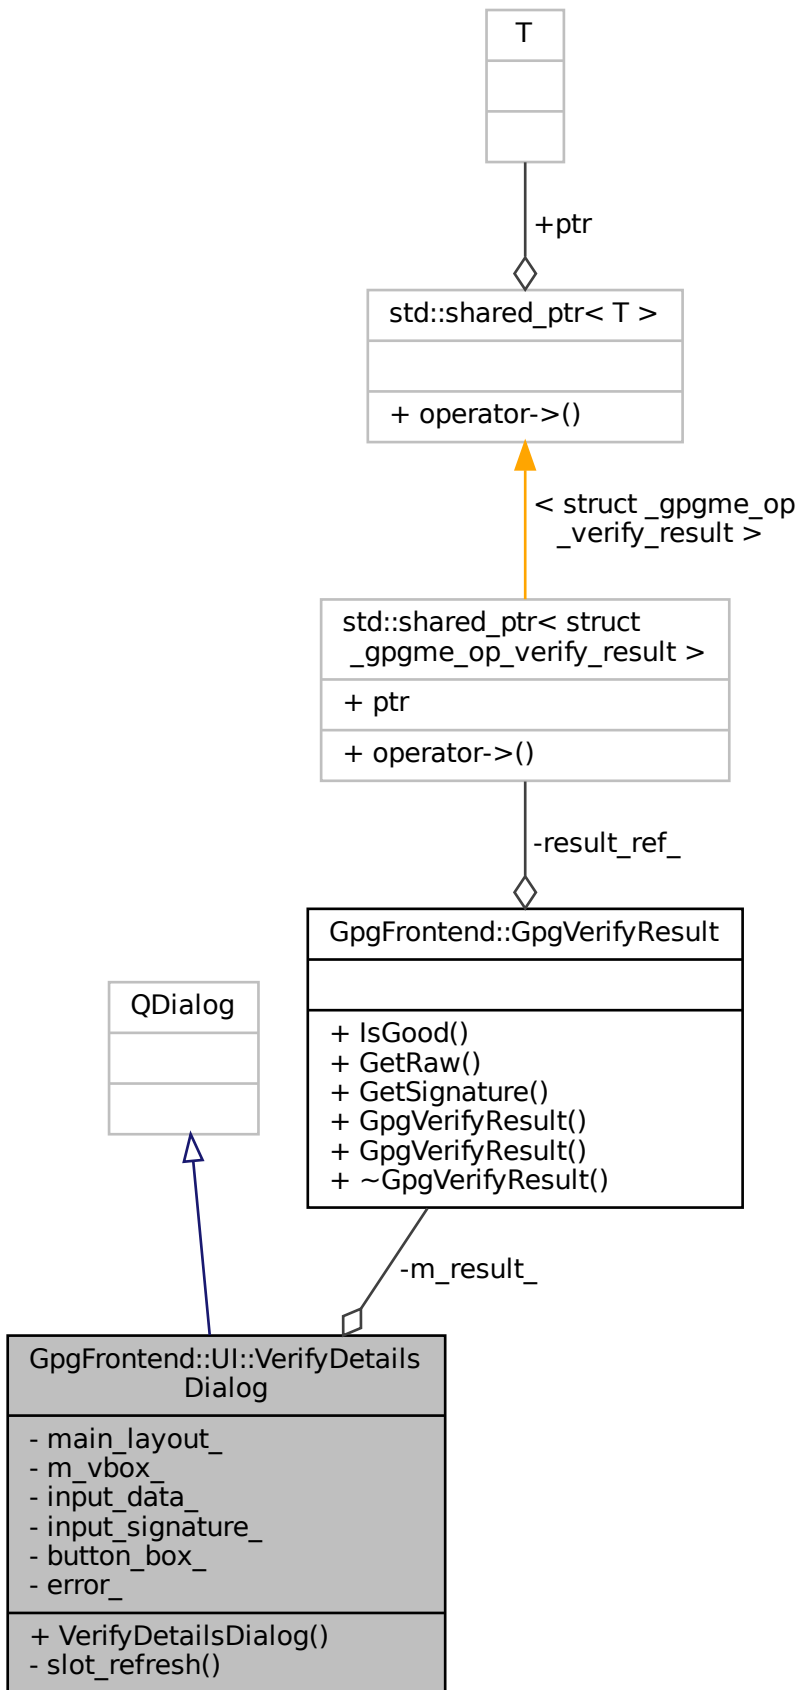 T
+ptr
std::shared_ptr< T >
+ operator->()
< struct _gpgme_op
_verify_result >
std::shared_ptr< struct
_gpgme_op_verify_result >
+ ptr
+ operator->()
-result_ref_
GpgFrontend::GpgVerifyResult
+ IsGood()
+ GetRaw()
+ GetSignature()
+ GpgVerifyResult()
+ GpgVerifyResult()
+ ~GpgVerifyResult()
QDialog
-m_result_
GpgFrontend::UI::VerifyDetails
Dialog
- main_layout_
- m_vbox_
- input_data_
- input_signature_
- button_box_
- error_
+ VerifyDetailsDialog()
- slot_refresh()